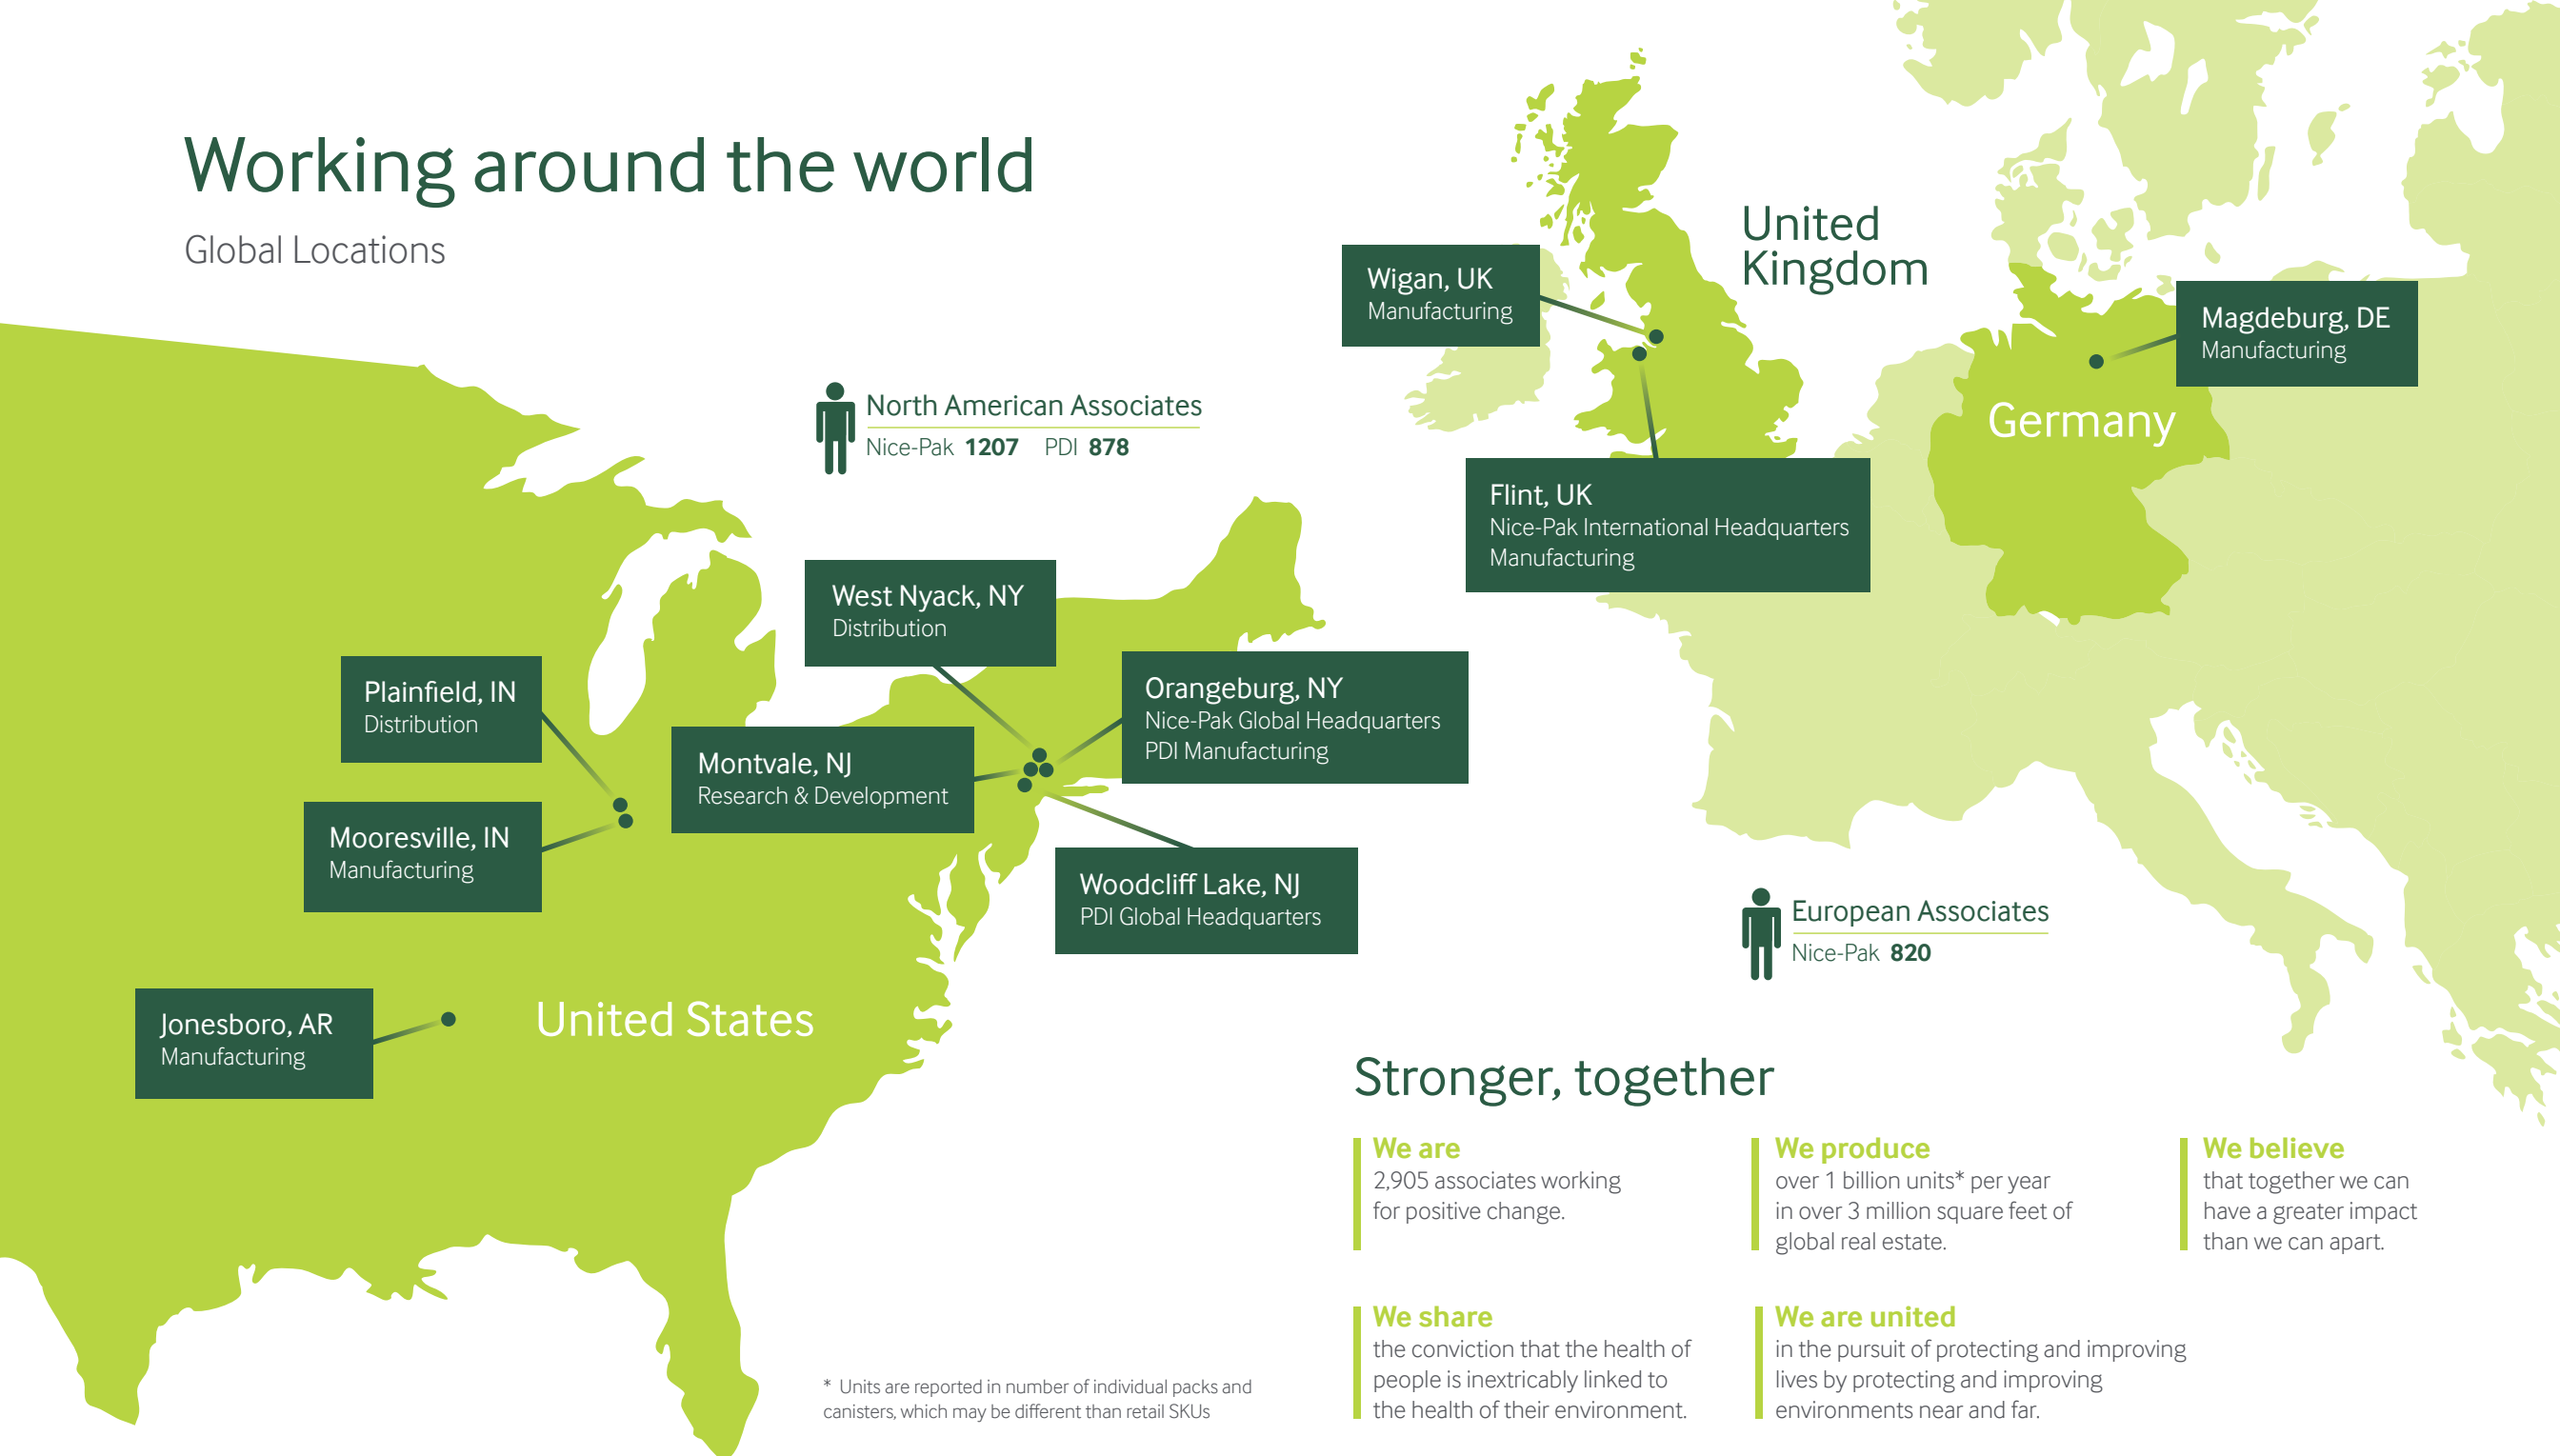 Working around the world
Global Locations
North American Associates
Nice-Pak 1207 PDI 878
West Nyack, NY
Distribution
Plainfield, IN
Distribution
Montvale, NJ
Research & Development
Orangeburg, NY
Nice-Pak Global Headquarters
PDI Manufacturing
Mooresville, IN
Manufacturing
Woodcliff Lake, NJ
PDI Global Headquarters
Jonesboro, AR
Manufacturing
United States
United
Kingdom
Wigan, UK
Manufacturing
Magdeburg, DE
Manufacturing
Germany
Flint, UK
Nice-Pak International Headquarters
Manufacturing
European Associates
Nice-Pak 820
Stronger, together
We are
2,905 associates working
for positive change.
We produce
over 1 billion units* per year
in over 3 million square feet of
global real estate.
We believe
that together we can
have a greater impact
than we can apart.
We share
the conviction that the health of
people is inextricably linked to
the health of their environment.
We are united
in the pursuit of protecting and improving
lives by protecting and improving
environments near and far.
* Units are reported in number of individual packs and
canisters, which may be different than retail SKUs